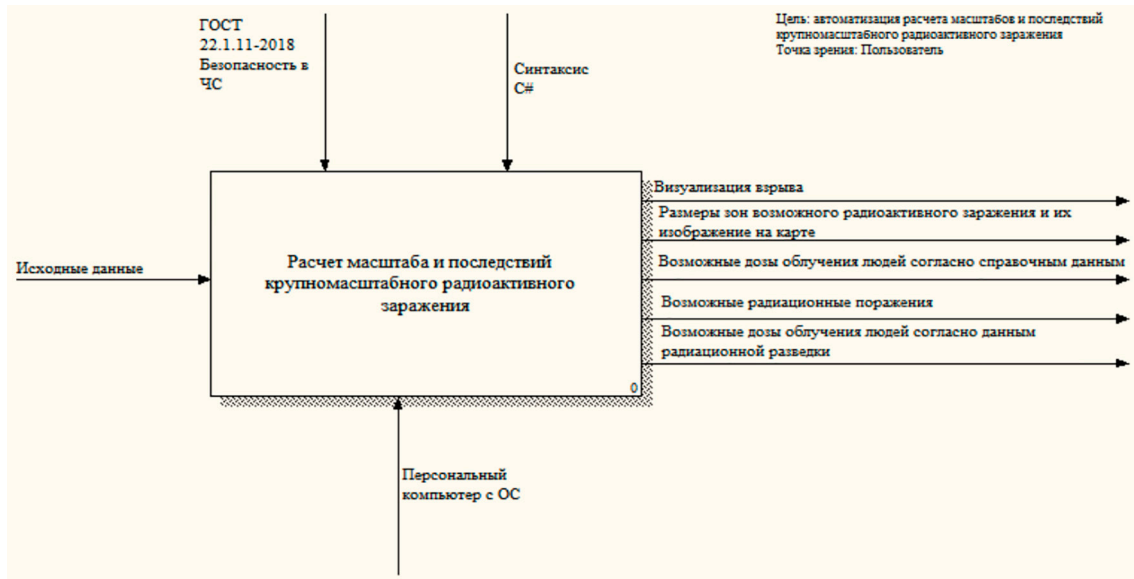 ГОСТ
22.1.11-2018
Безопасность в
ЧС
Синтаксис
C#
Цель: автоматизация расчета масштабов и последствий
крупномасштабного радиоактивного заражения
Точка зрения: Пользователь
Исходные данные
Расчет масштаба и последствий
крупномасштабного радиоактивного
заражения
0
Визуализация взрыва
Размеры зон возможного радиоактивного заражения и их
изображение на карте
Возможные дозы облучения людей согласно справочным данным
Возможные радиационные поражения
Возможные дозы облучения людей согласно данным
радиационной разведки
Персональный
компьютер с ОС